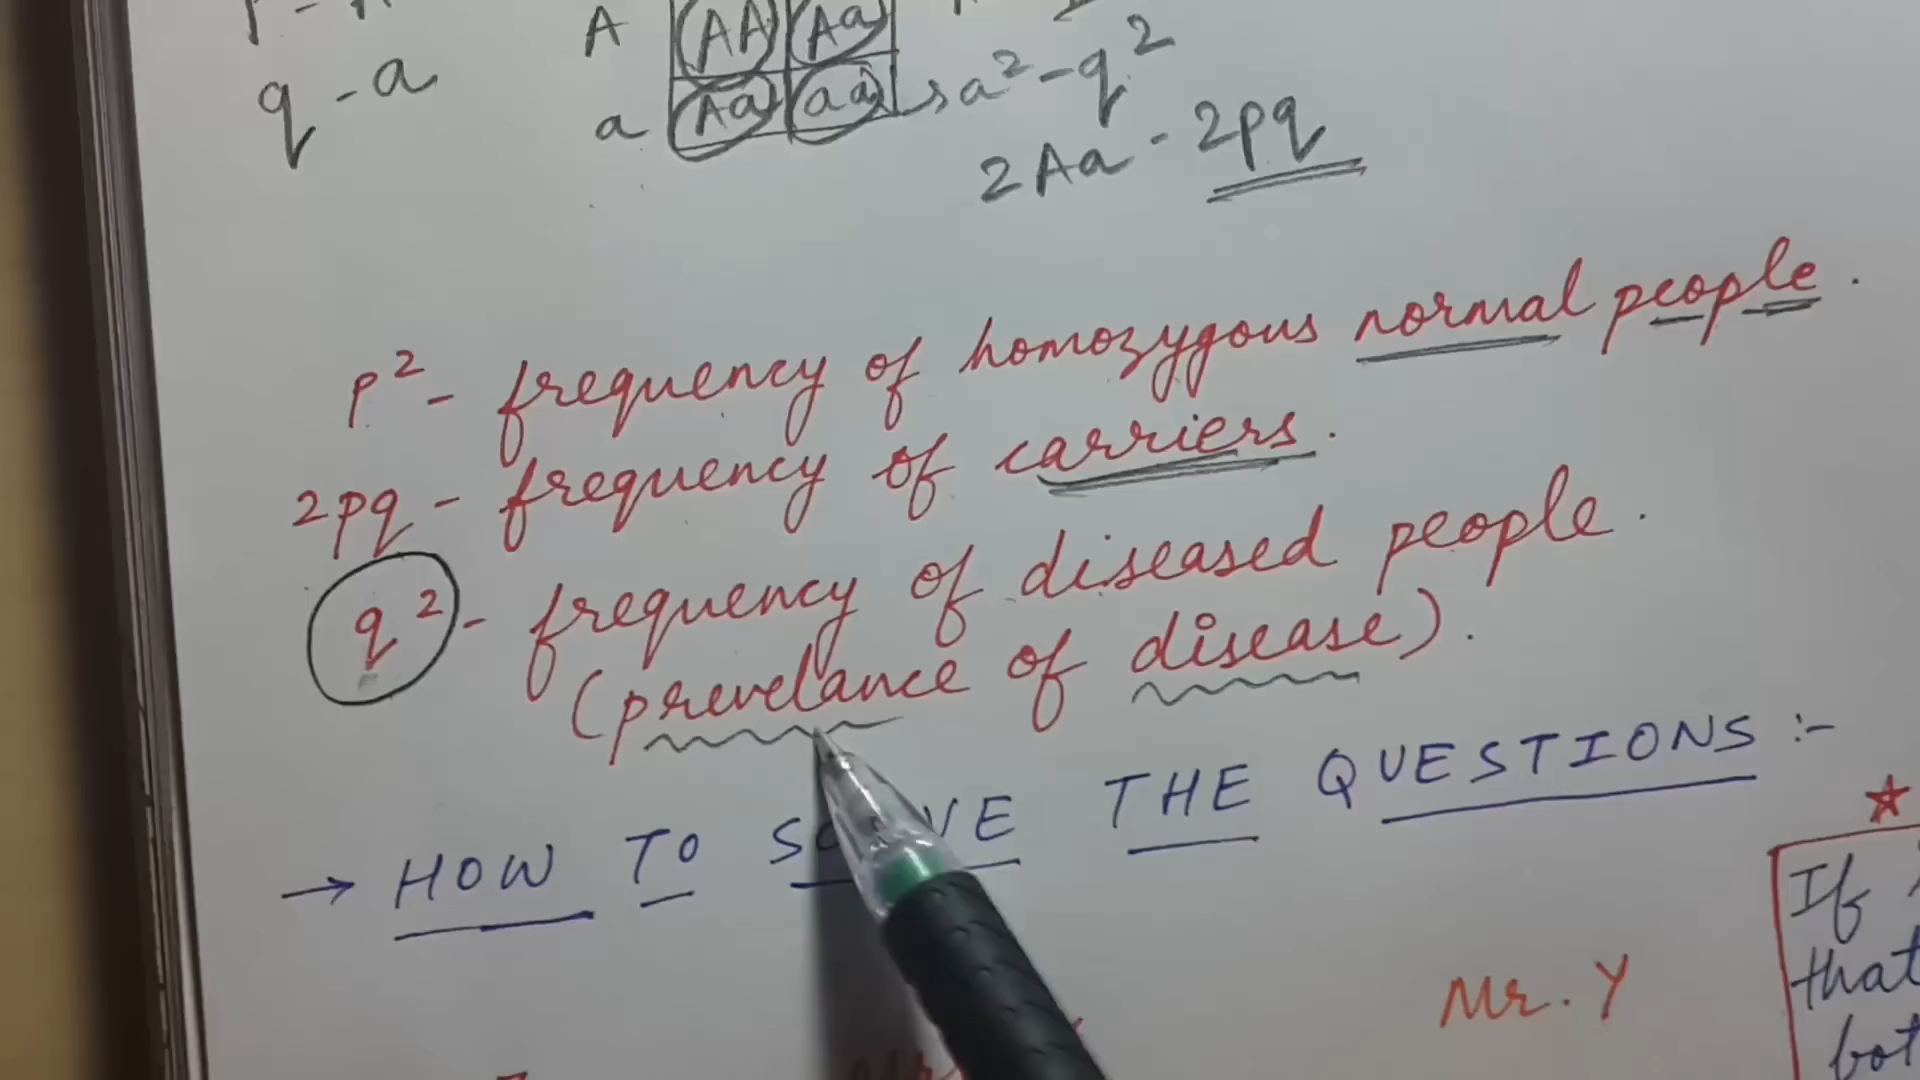 q - a
A AA Aa
a Aa aa a² - q²
2Aa - 2pq
p² - frequency of homozygous normal people.
2pq - frequency of carriers.
q² - frequency of diseased people.
(prevelance of disease).
→ HOW TO THE QUESTIONS :-
If
Mr. Y
that